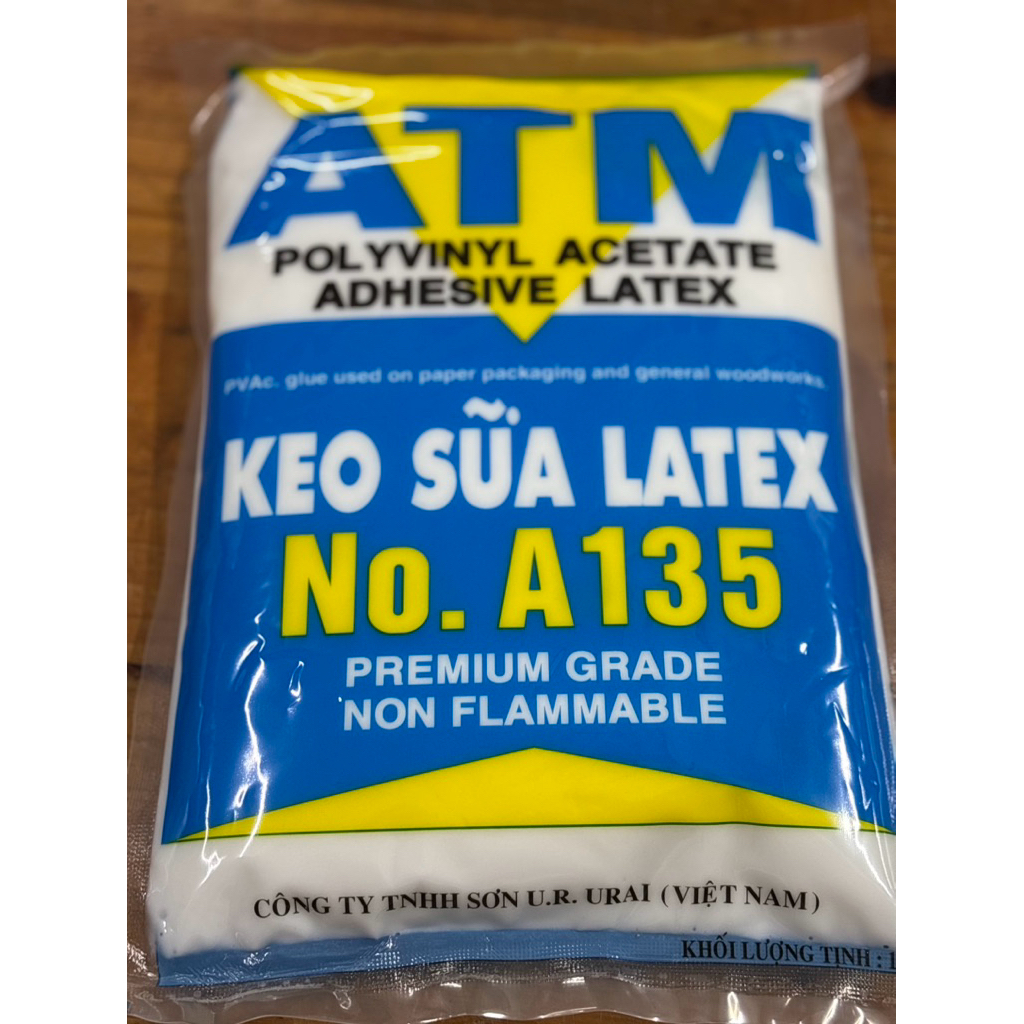 ATM
POLYVINYL ACETATE
ADHESIVE LATEX
PVAc. glue used on paper packaging and general woodworks.
KEO SỮA LATEX
No. A135
PREMIUM GRADE
NON FLAMMABLE
CÔNG TY TNHH SƠN U.R. URAI (VIỆT NAM)
KHỐI LƯỢNG TỊNH : 1